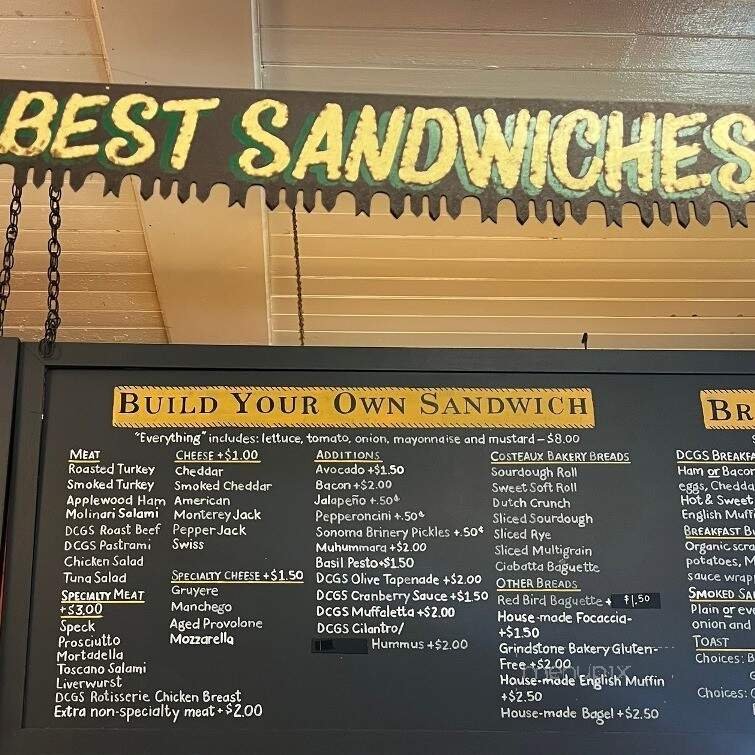 BEST SANDWICHES
BUILD YOUR OWN SANDWICH
"Everything" includes: lettuce, tomato, onion, mayonnaise and mustard - $8.00
MEAT
Roasted Turkey
Smoked Turkey
Applewood Ham
Molinari Salami
DCGS Roast Beef
DCGS Pastrami
Chicken Salad
Tuna Salad
SPECIALTY MEAT
+$3.00
Speck
Prosciutto
Mortadella
Toscano Salami
Liverwurst
DCGS Rotisserie Chicken Breast
Extra non-specialty meat +$2.00
CHEESE +$1.00
Cheddar
Smoked Cheddar
American
Monterey Jack
Pepper Jack
Swiss
SPECIALTY CHEESE +$1.50
Gruyere
Manchego
Aged Provolone
Mozzarella
ADDITIONS
Avocado +$1.50
Bacon +$2.00
Jalapeño +.50¢
Pepperoncini +.50¢
Sonoma Brinery Pickles +.50¢
Muhummara +$2.00
Basil Pesto +$1.50
DCGS Olive Tapenade +$2.00
DCGS Cranberry Sauce +$1.50
DCGS Muffaletta +$2.00
DCGS Cilantro/
Hummus +$2.00
COSTEAUX BAKERY BREADS
Sourdough Roll
Sweet Soft Roll
Dutch Crunch
Sliced Sourdough
Sliced Rye
Sliced Multigrain
Ciabatta Baguette
OTHER BREADS
Red Bird Baguette + $1.50
House-made Focaccia-
+$1.50
Grindstone Bakery Gluten-
Free +$2.00
House-made English Muffin
+$2.50
House-made Bagel +$2.50
BR
DCGS BREAKFA
Ham or Bacon
eggs, Chedda
Hot & Sweet
English Muffi
BREAKFAST B
Organic scr
potatoes, M
sauce wrap
SMOKED SA
Plain or eve
onion and
TOAST
Choices: B
Choices: C
menupix